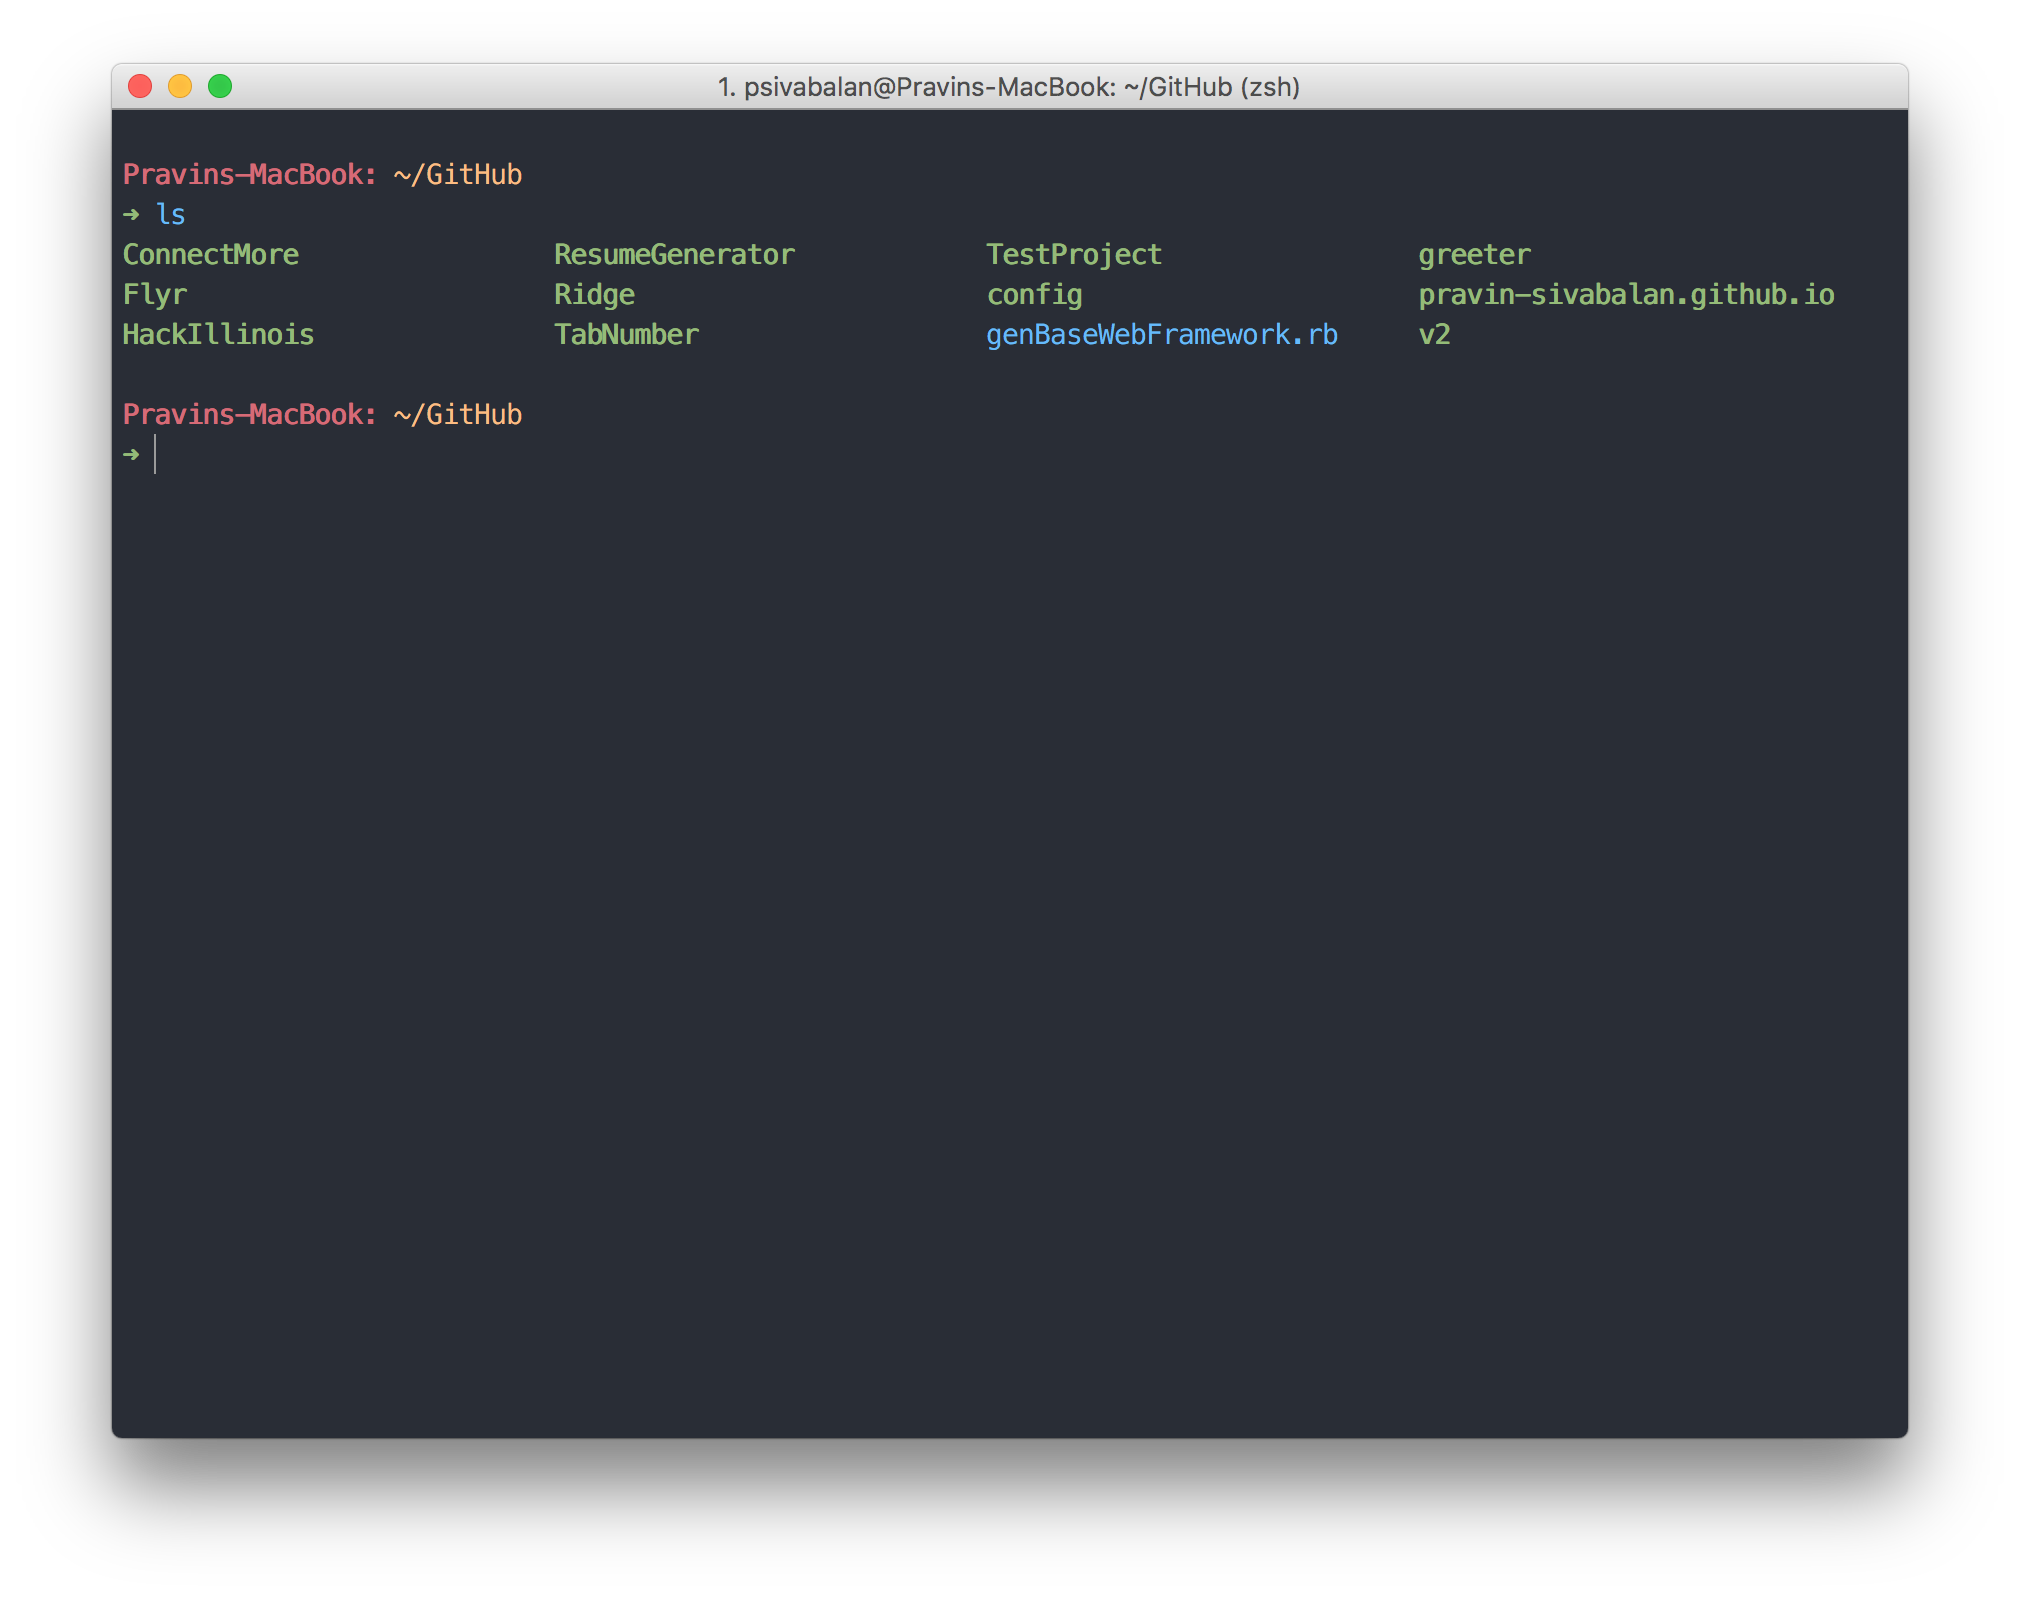 1. psivabalan@Pravins-MacBook: ~/GitHub (zsh)
Pravins-MacBook: ~/GitHub
➜ ls
ConnectMore ResumeGenerator TestProject greeter
Flyr Ridge config pravin-sivabalan.github.io
HackIllinois TabNumber genBaseWebFramework.rb v2
Pravins-MacBook: ~/GitHub
➜